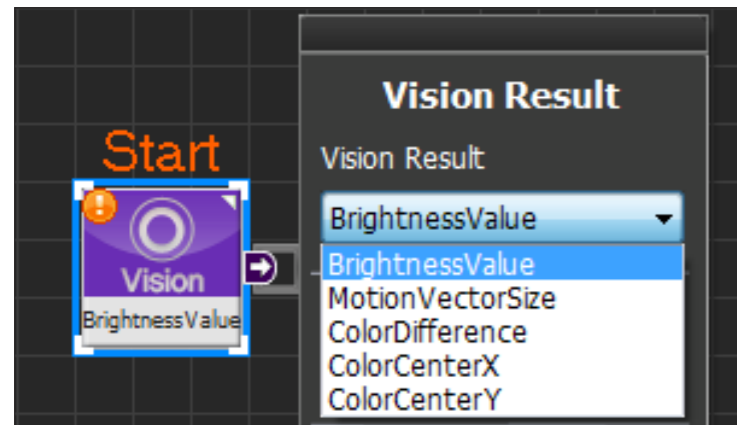 Start
Vision
BrightnessValue
Vision Result
Vision Result
BrightnessValue
BrightnessValue
MotionVectorSize
ColorDifference
ColorCenterX
ColorCenterY